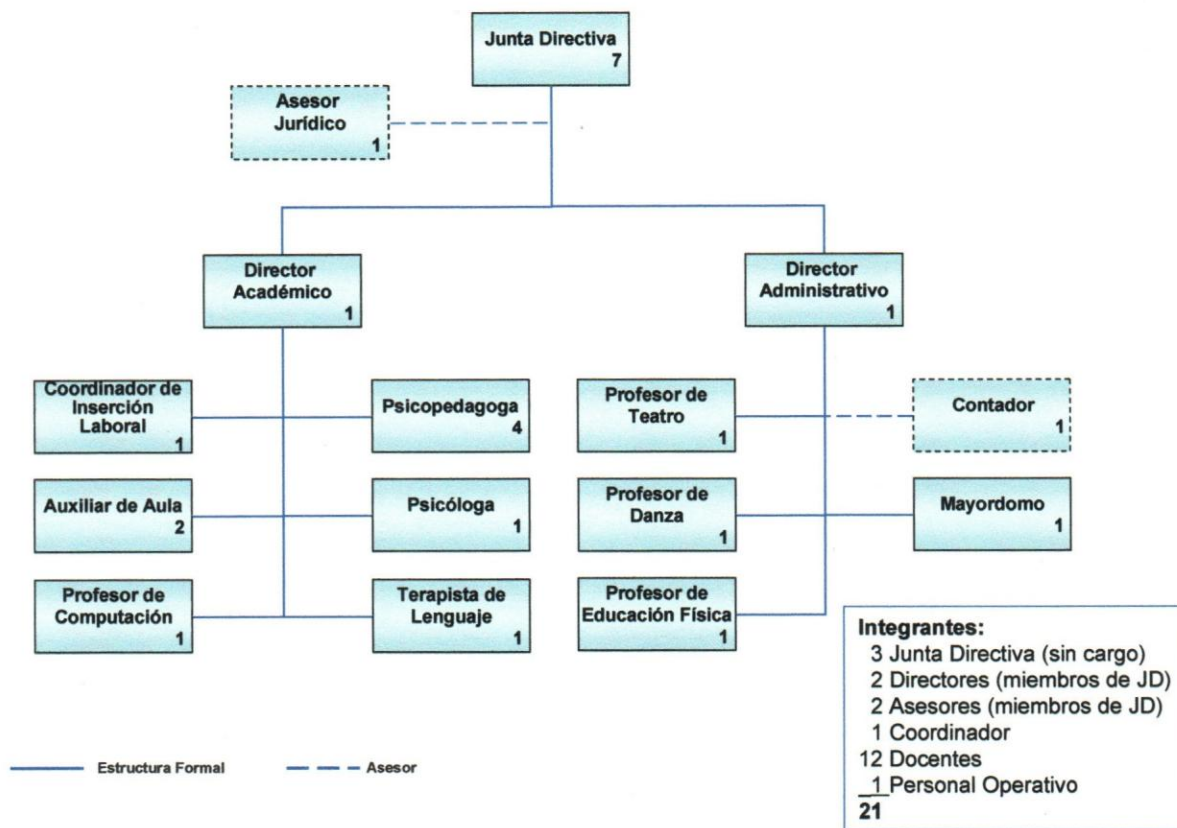 Junta Directiva
7
Asesor
Jurídico
1
Director
Académico
1
Director
Administrativo
1
Coordinador de
Inserción
Laboral
1
Psicopedagoga
4
Profesor de
Teatro
1
Contador
1
Auxiliar de Aula
2
Psicóloga
1
Profesor de
Danza
1
Mayordomo
1
Profesor de
Computación
1
Terapista de
Lenguaje
1
Profesor de
Educación Física
1
Integrantes:
3 Junta Directiva (sin cargo)
2 Directores (miembros de JD)
2 Asesores (miembros de JD)
1 Coordinador
12 Docentes
1 Personal Operativo
21
Estructura Formal
Asesor